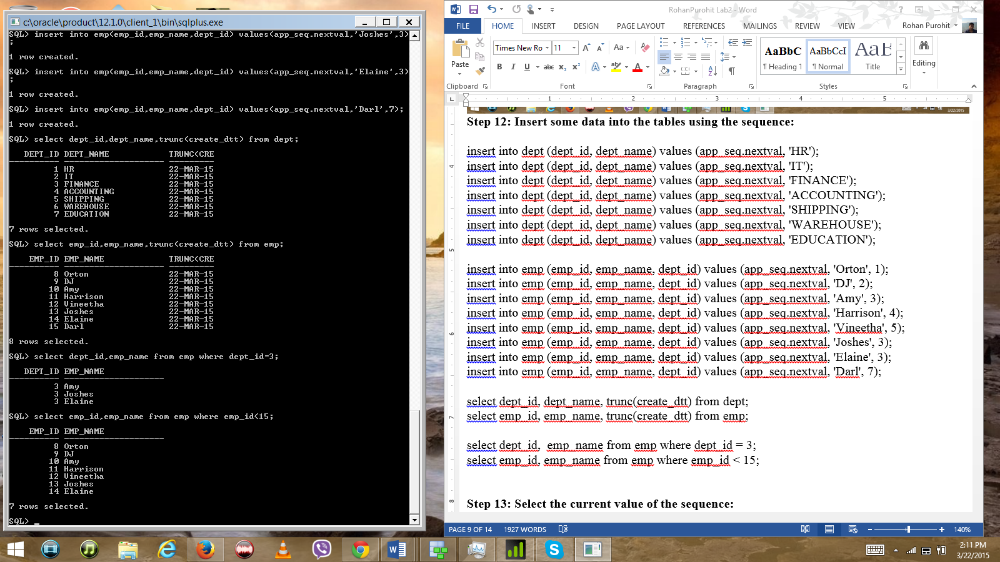 c:\oracle\product\12.1.0\client_1\bin\sqlplus.exe
SQL> insert into emp(emp_id,emp_name,dept_id) values(app_seq.nextval,'Joshes',3)
;
1 row created.
SQL> insert into emp(emp_id,emp_name,dept_id) values(app_seq.nextval,'Elaine',3)
;
1 row created.
SQL> insert into emp(emp_id,emp_name,dept_id) values(app_seq.nextval,'Darl',7);
1 row created.
SQL> select dept_id,dept_name,trunc(create_dtt) from dept;
DEPT_ID DEPT_NAME TRUNC(CRE
---------- -------------------- ---------
1 HR 22-MAR-15
2 IT 22-MAR-15
3 FINANCE 22-MAR-15
4 ACCOUNTING 22-MAR-15
5 SHIPPING 22-MAR-15
6 WAREHOUSE 22-MAR-15
7 EDUCATION 22-MAR-15
7 rows selected.
SQL> select emp_id,emp_name,trunc(create_dtt) from emp;
EMP_ID EMP_NAME TRUNC(CRE
---------- -------------------- ---------
8 Orton 22-MAR-15
9 DJ 22-MAR-15
10 Amy 22-MAR-15
11 Harrison 22-MAR-15
12 Vineetha 22-MAR-15
13 Joshes 22-MAR-15
14 Elaine 22-MAR-15
15 Darl 22-MAR-15
8 rows selected.
SQL> select dept_id,emp_name from emp where dept_id=3;
DEPT_ID EMP_NAME
---------- --------------------
3 Amy
3 Joshes
3 Elaine
SQL> select emp_id,emp_name from emp where emp_id<15;
EMP_ID EMP_NAME
---------- --------------------
8 Orton
9 DJ
10 Amy
11 Harrison
12 Vineetha
13 Joshes
14 Elaine
7 rows selected.
SQL> _
RohanPurohit Lab2 - Word
FILE HOME INSERT DESIGN PAGE LAYOUT REFERENCES MAILINGS REVIEW VIEW Rohan Purohit
Times New Ro 11
Paste
Clipboard Font Paragraph Styles
AaBbC AaBbCcI AaB
¶ Heading 1 ¶ Normal Title
Editing
1 2 3 4 5
3/22/2015
Step 12: Insert some data into the tables using the sequence:
insert into dept (dept_id, dept_name) values (app_seq.nextval, 'HR');
insert into dept (dept_id, dept_name) values (app_seq.nextval, 'IT');
insert into dept (dept_id, dept_name) values (app_seq.nextval, 'FINANCE');
insert into dept (dept_id, dept_name) values (app_seq.nextval, 'ACCOUNTING');
insert into dept (dept_id, dept_name) values (app_seq.nextval, 'SHIPPING');
insert into dept (dept_id, dept_name) values (app_seq.nextval, 'WAREHOUSE');
insert into dept (dept_id, dept_name) values (app_seq.nextval, 'EDUCATION');
insert into emp (emp_id, emp_name, dept_id) values (app_seq.nextval, 'Orton', 1);
insert into emp (emp_id, emp_name, dept_id) values (app_seq.nextval, 'DJ', 2);
insert into emp (emp_id, emp_name, dept_id) values (app_seq.nextval, 'Amy', 3);
insert into emp (emp_id, emp_name, dept_id) values (app_seq.nextval, 'Harrison', 4);
insert into emp (emp_id, emp_name, dept_id) values (app_seq.nextval, 'Vineetha', 5);
insert into emp (emp_id, emp_name, dept_id) values (app_seq.nextval, 'Joshes', 3);
insert into emp (emp_id, emp_name, dept_id) values (app_seq.nextval, 'Elaine', 3);
insert into emp (emp_id, emp_name, dept_id) values (app_seq.nextval, 'Darl', 7);
select dept_id, dept_name, trunc(create_dtt) from dept;
select emp_id, emp_name, trunc(create_dtt) from emp;
select dept_id, emp_name from emp where dept_id = 3;
select emp_id, emp_name from emp where emp_id < 15;
Step 13: Select the current value of the sequence:
PAGE 9 OF 14 1927 WORDS 140%
2:11 PM
3/22/2015